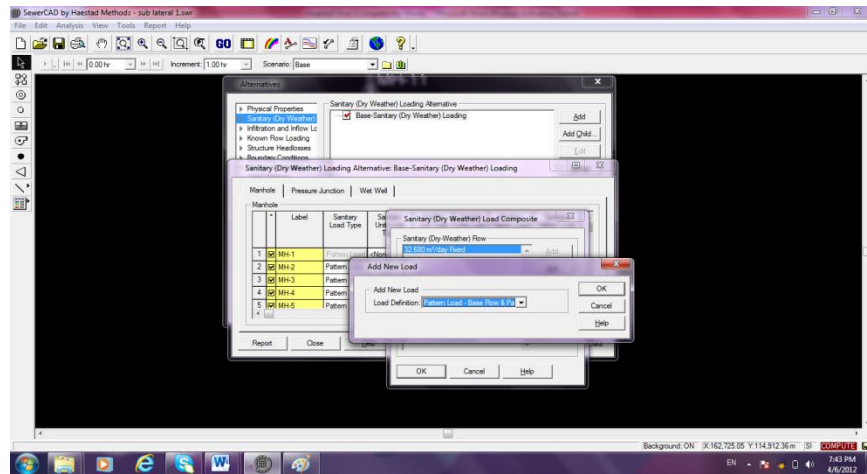 SewerCAD by Haestad Methods - sub lateral 1.swr
File Edit Analysis View Tools Report Help
GO
0.00 hr Increment: 1.00 hr Scenario: Base
Alternatives
Physical Properties
Sanitary (Dry Weather)
Infiltration and Inflow Lo
Known Flow Loading
Structure Headlosses
Boundary Conditions
Sanitary (Dry Weather) Loading Alternative
Base-Sanitary (Dry Weather) Loading
Add
Add Child...
Edit
Sanitary (Dry Weather) Loading Alternative: Base-Sanitary (Dry Weather) Loading
Manhole Pressure Junction Wet Well
Manhole
* Label Sanitary Load Type
1 MH-1 Pattern Load <Non
2 MH-2 Pattern
3 MH-3 Pattern
4 MH-4 Pattern
5 MH-5 Pattern
Report Close
Sanitary (Dry Weather) Load Composite
Sanitary (Dry-Weather) Flow
32.680 m³/day Fixed
Add...
Add New Load
Add New Load
Load Definition: Pattern Load - Base Flow & Pa
OK
Cancel
Help
OK Cancel Help
Background: ON X:162,725.05 Y:114,912.36 m SI COMPUTE
EN 7:43 PM
4/6/2012